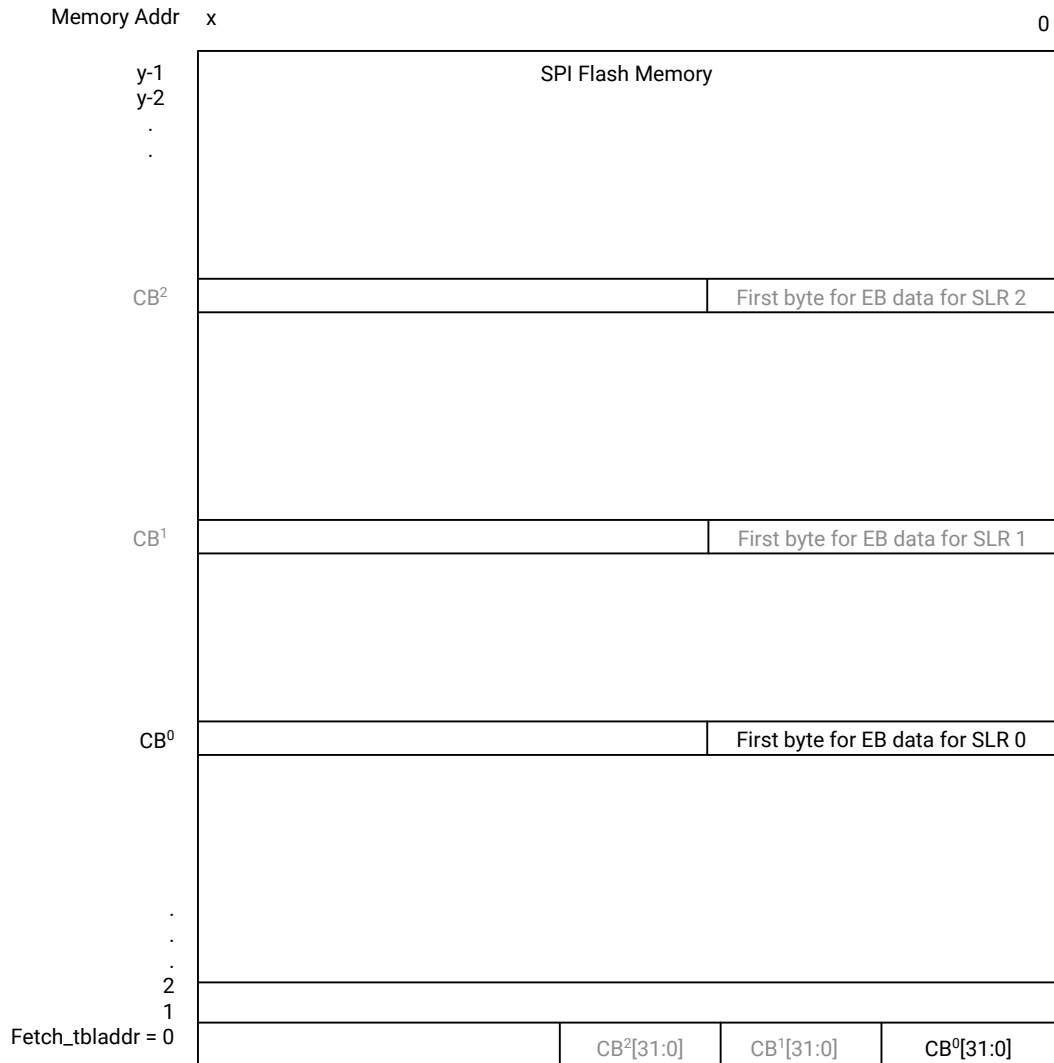 Memory Addr x 0
y-1 SPI Flash Memory
y-2
.
.
CB² First byte for EB data for SLR 2
CB¹ First byte for EB data for SLR 1
CB⁰ First byte for EB data for SLR 0
.
.
.
2
1
Fetch_tbladdr = 0 CB²[31:0] CB¹[31:0] CB⁰[31:0]